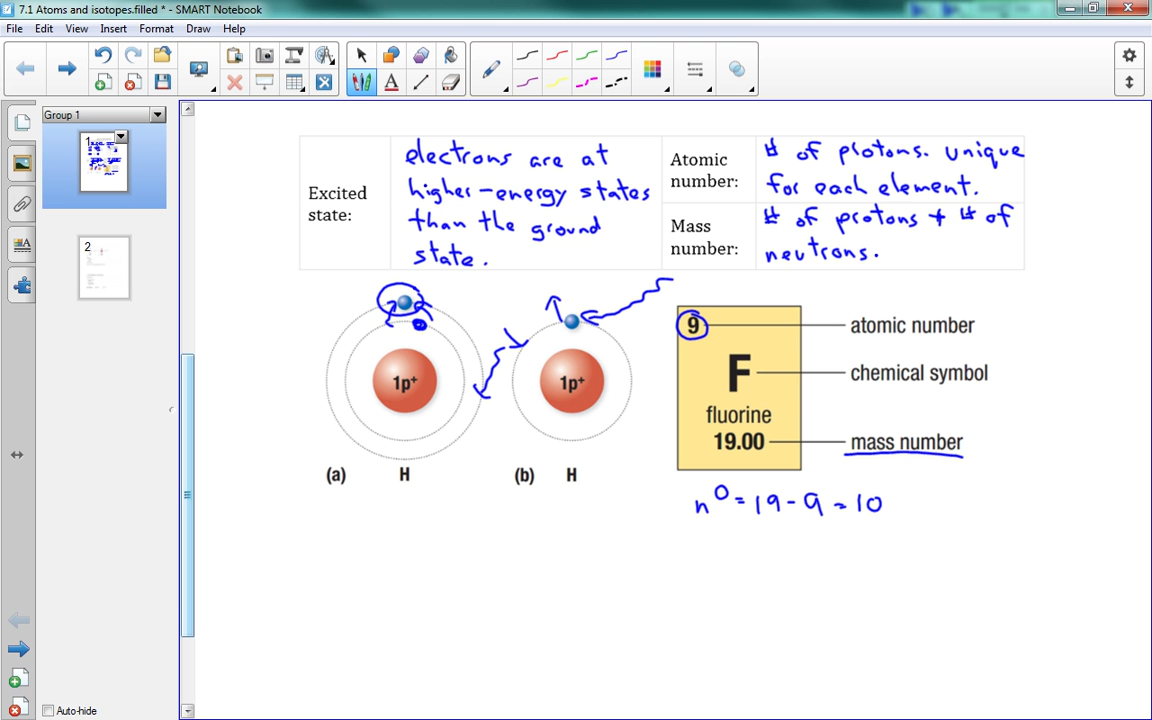 7.1 Atoms and isotopes.filled * - SMART Notebook
File Edit View Insert Format Draw Help
Group 1
1
2
Excited
state:
electrons are at
higher-energy states
than the ground
state.
Atomic
number:
# of protons. unique
for each element.
Mass
number:
# of protons + # of
neutrons.
1p⁺
(a) H
1p⁺
(b) H
9
atomic number
F
chemical symbol
fluorine
19.00
mass number
n⁰ = 19 - 9 = 10
Auto-hide